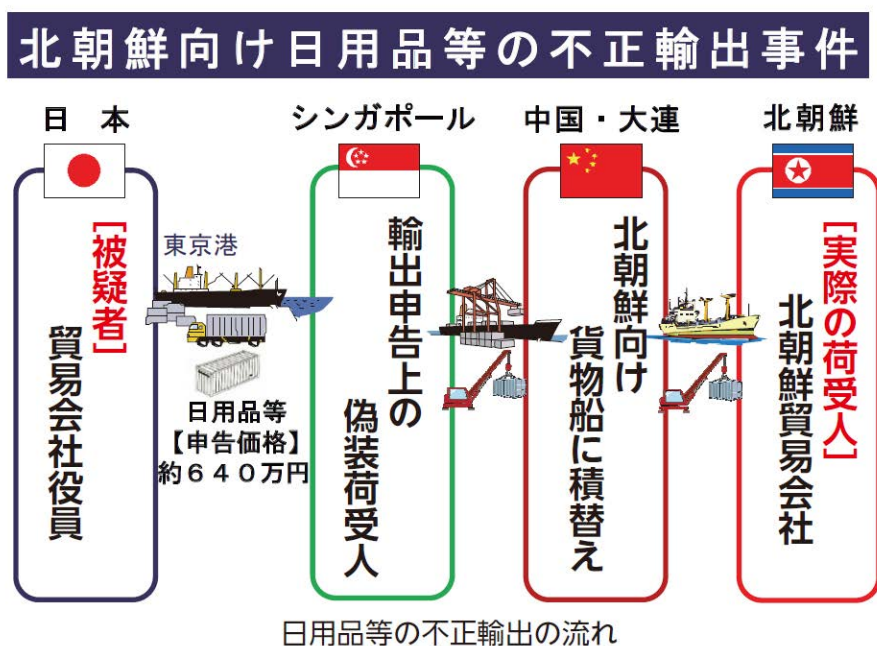 北朝鮮向け日用品等の不正輸出事件
日　本
シンガポール
中国・大連
北朝鮮
［被疑者］
貿易会社役員
東京港
日用品等
【申告価格】
約６４０万円
輸出申告上の
偽装荷受人
北朝鮮向け
貨物船に積替え
［実際の荷受人］
北朝鮮貿易会社
日用品等の不正輸出の流れ